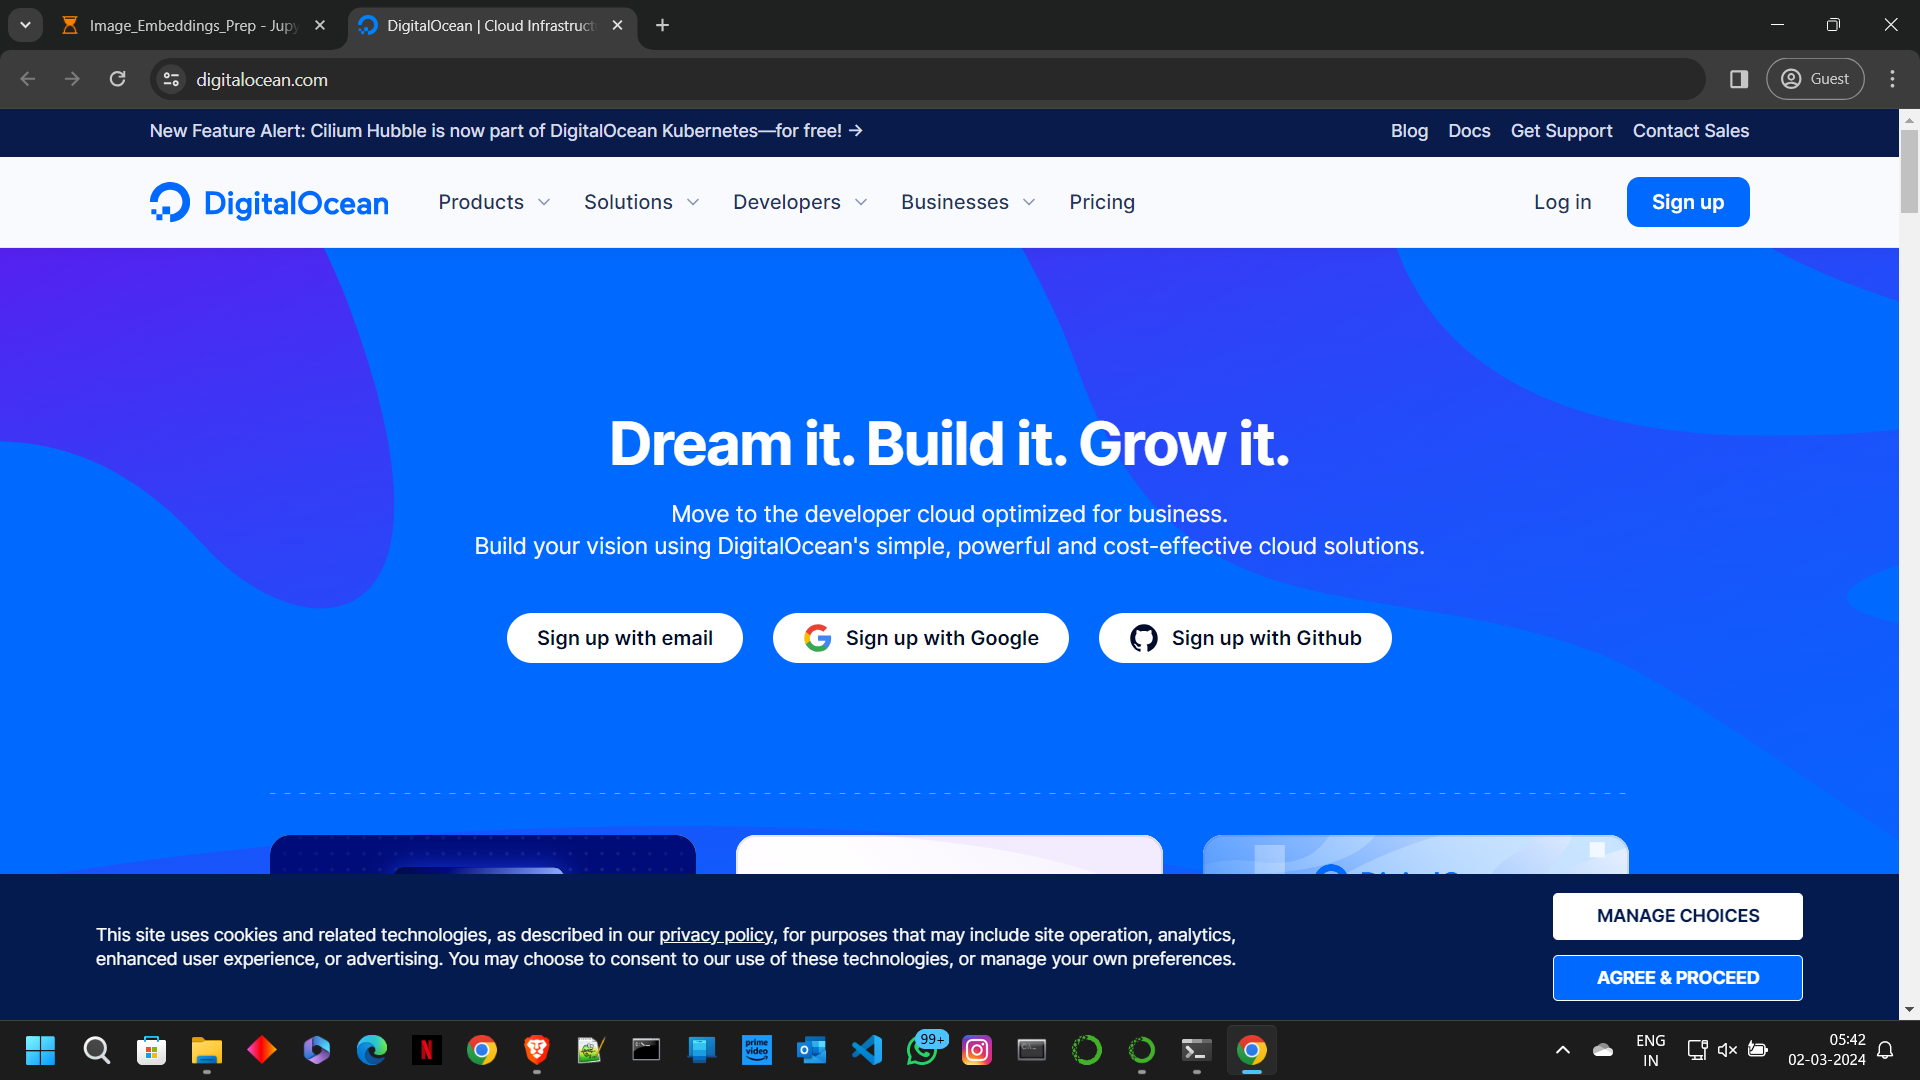 Image_Embeddings_Prep - Jup
DigitalOcean | Cloud Infrastruct
digitalocean.com
Guest
New Feature Alert: Cilium Hubble is now part of DigitalOcean Kubernetes—for free! →
Blog Docs Get Support Contact Sales
DigitalOcean
Products Solutions Developers Businesses Pricing
Log in Sign up
Dream it. Build it. Grow it.
Move to the developer cloud optimized for business.
Build your vision using DigitalOcean's simple, powerful and cost-effective cloud solutions.
Sign up with email
Sign up with Google
Sign up with Github
This site uses cookies and related technologies, as described in our privacy policy, for purposes that may include site operation, analytics,
enhanced user experience, or advertising. You may choose to consent to our use of these technologies, or manage your own preferences.
MANAGE CHOICES
AGREE & PROCEED
prime
video
99+
ENG
IN
05:42
02-03-2024